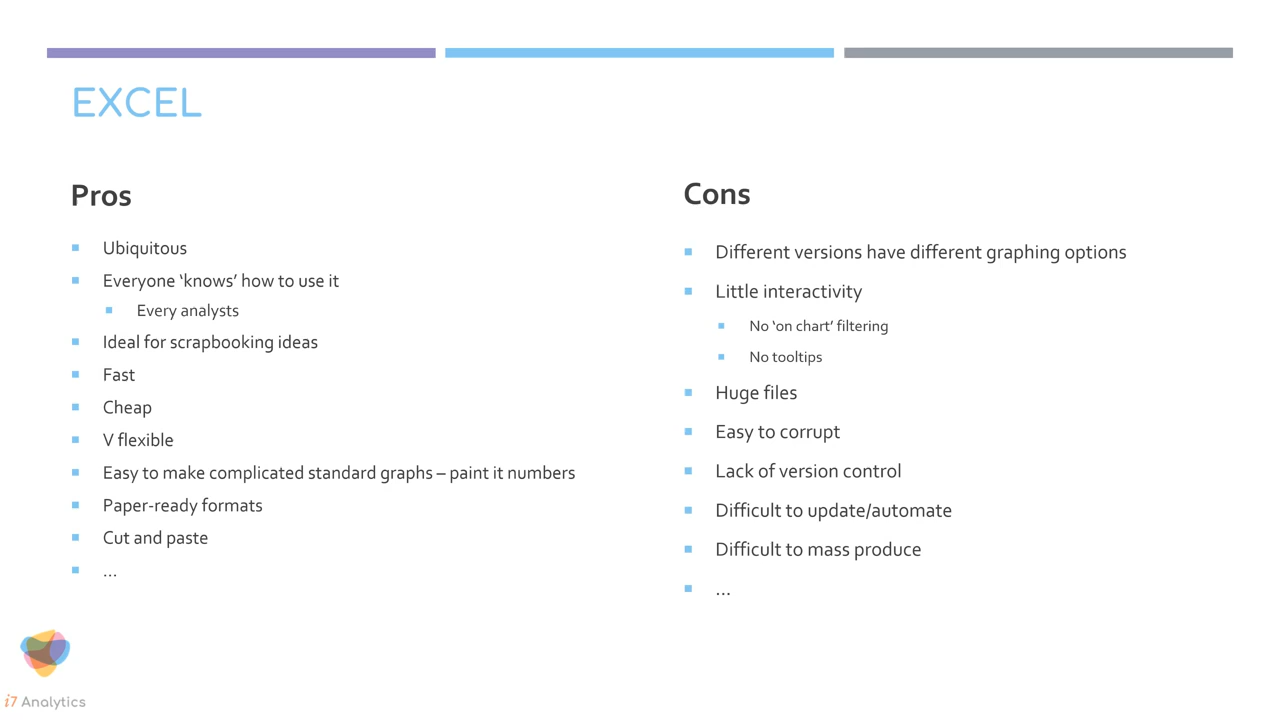 EXCEL
Pros
Ubiquitous
Everyone ‘knows’ how to use it
Every analysts
Ideal for scrapbooking ideas
Fast
Cheap
V flexible
Easy to make complicated standard graphs – paint it numbers
Paper-ready formats
Cut and paste
...
Cons
Different versions have different graphing options
Little interactivity
No ‘on chart’ filtering
No tooltips
Huge files
Easy to corrupt
Lack of version control
Difficult to update/automate
Difficult to mass produce
...
i7 Analytics